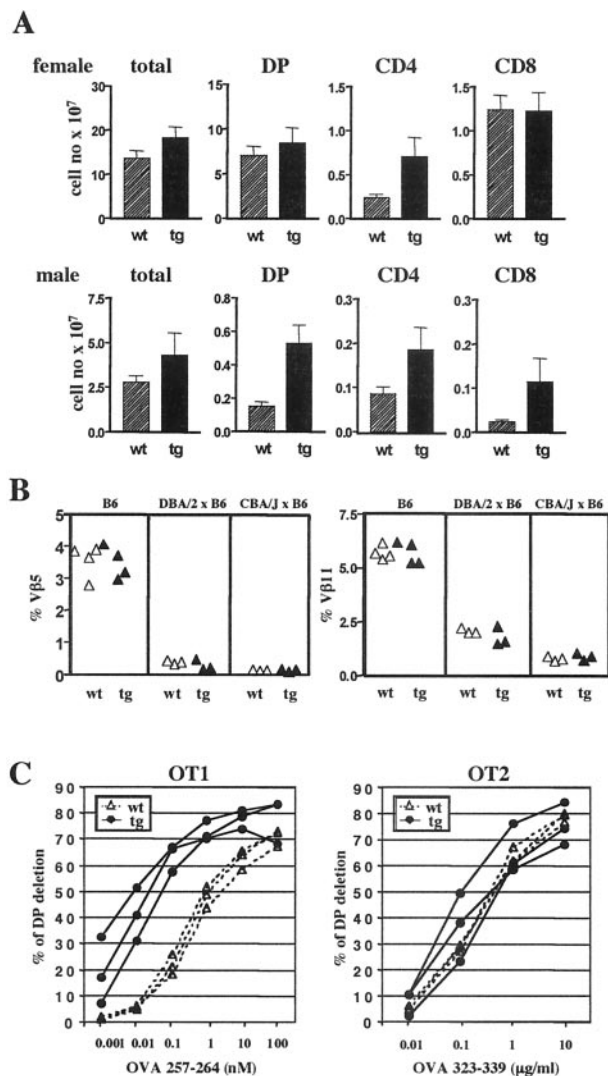 A
female total DP CD4 CD8
cell no x 10⁷
30 20 10 0
10.0 7.5 5.0 2.5 0.0
1.5 1.0 0.5 0.0
1.5 1.0 0.5 0.0
wt tg wt tg wt tg wt tg
male total DP CD4 CD8
cell no x 10⁷
7.5 5.0 2.5 0.0
0.8 0.6 0.4 0.2 0.0
0.3 0.2 0.1 0.0
0.3 0.2 0.1 0.0
wt tg wt tg wt tg wt tg
B
B6 DBA/2 x B6 CBA/J x B6
% Vβ5
5 4 3 2 1 0
wt tg wt tg wt tg
B6 DBA/2 x B6 CBA/J x B6
% Vβ11
7.5 5.0 2.5 0.0
wt tg wt tg wt tg
C
OT1
wt
tg
% of DP deletion
90 80 70 60 50 40 30 20 10 0
0.001 0.01 0.1 1 10 100
OVA 257-264 (nM)
OT2
wt
tg
% of DP deletion
90 80 70 60 50 40 30 20 10 0
0.01 0.1 1 10
OVA 323-339 (μg/ml)